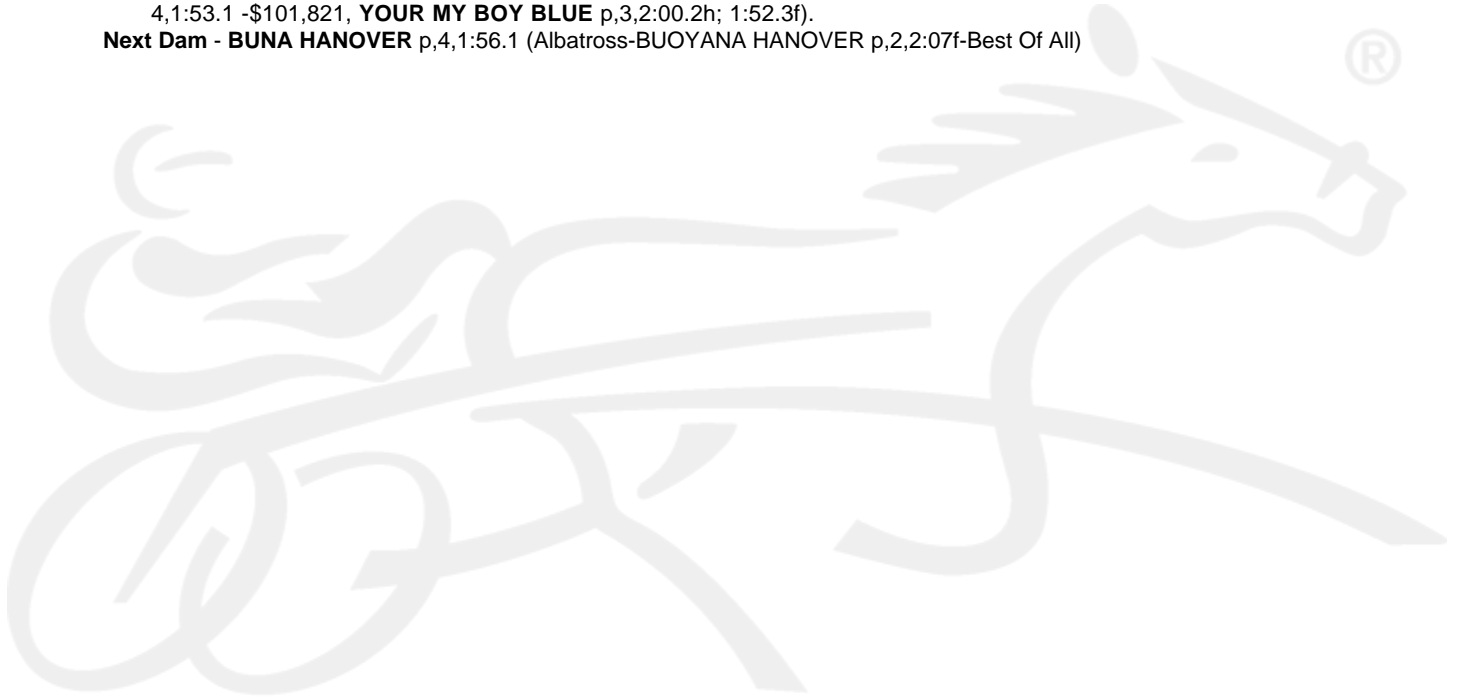 4,1:53.1 -$101,821, YOUR MY BOY BLUE p,3,2:00.2h; 1:52.3f).
Next Dam - BUNA HANOVER p,4,1:56.1 (Albatross-BUOYANA HANOVER p,2,2:07f-Best Of All)
®